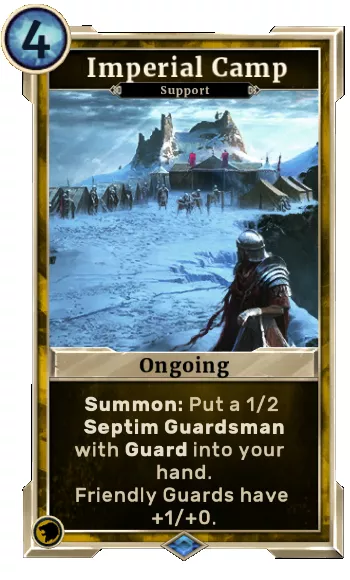 4
Imperial Camp
Support
Ongoing
Summon: Put a 1/2
Septim Guardsman
with Guard into your
hand.
Friendly Guards have
+1/+0.